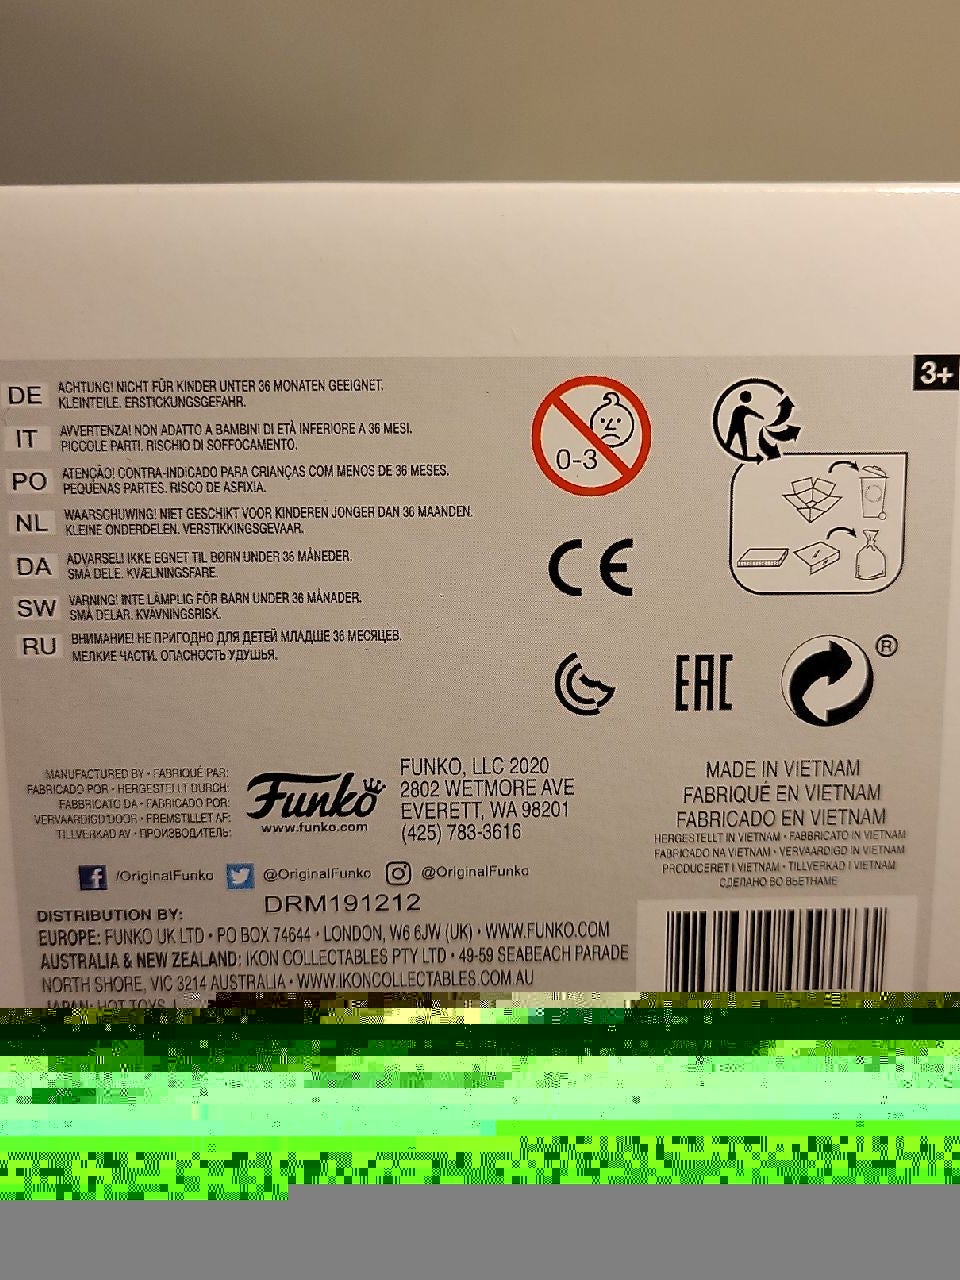 3+
DE ACHTUNG! NICHT FÜR KINDER UNTER 36 MONATEN GEEIGNET.
KLEINTEILE. ERSTICKUNGSGEFAHR.
IT AVVERTENZA! NON ADATTO A BAMBINI DI ETÀ INFERIORE A 36 MESI.
PICCOLE PARTI. RISCHIO DI SOFFOCAMENTO.
PO ATENÇÃO! CONTRA-INDICADO PARA CRIANÇAS COM MENOS DE 36 MESES.
PEQUENAS PARTES. RISCO DE ASFIXIA.
NL WAARSCHUWING! NIET GESCHIKT VOOR KINDEREN JONGER DAN 36 MAANDEN.
KLEINE ONDERDELEN. VERSTIKKINGSGEVAAR.
DA ADVARSEL! IKKE EGNET TIL BØRN UNDER 36 MÅNEDER.
SMÅ DELE. KVÆLNINGSFARE.
SW VARNING! INTE LÄMPLIG FÖR BARN UNDER 36 MÅNADER.
SMÅ DELAR. KVÄVNINGSRISK.
RU ВНИМАНИЕ! НЕ ПРИГОДНО ДЛЯ ДЕТЕЙ МЛАДШЕ 36 МЕСЯЦЕВ.
МЕЛКИЕ ЧАСТИ. ОПАСНОСТЬ УДУШЬЯ.
0-3
CE
EAC
®
MANUFACTURED BY • FABRIQUÉ PAR:
FABRICADO POR • HERGESTELLT DURCH:
FABBRICATO DA • FABRICADO POR:
VERVAARDIGD DOOR • FREMSTILLET AF:
TILLVERKAD AV • ПРОИЗВОДИТЕЛЬ:
Funko
www.funko.com
FUNKO, LLC 2020
2802 WETMORE AVE
EVERETT, WA 98201
(425) 783-3616
MADE IN VIETNAM
FABRIQUÉ EN VIETNAM
FABRICADO EN VIETNAM
HERGESTELLT IN VIETNAM • FABBRICATO IN VIETNAM
FABRICADO NA VIETNAM • VERVAARDIGD IN VIETNAM
PRODUCERET I VIETNAM • TILLVERKAD I VIETNAM
СДЕЛАНО ВО ВЬЕТНАМЕ
/OriginalFunko @OriginalFunko @OriginalFunko
DRM191212
DISTRIBUTION BY:
EUROPE: FUNKO UK LTD • PO BOX 74644 • LONDON, W6 6JW (UK) • WWW.FUNKO.COM
AUSTRALIA & NEW ZEALAND: IKON COLLECTABLES PTY LTD • 49-59 SEABEACH PARADE
NORTH SHORE, VIC 3214 AUSTRALIA • WWW.IKONCOLLECTABLES.COM.AU
JAPAN: HOT TOYS